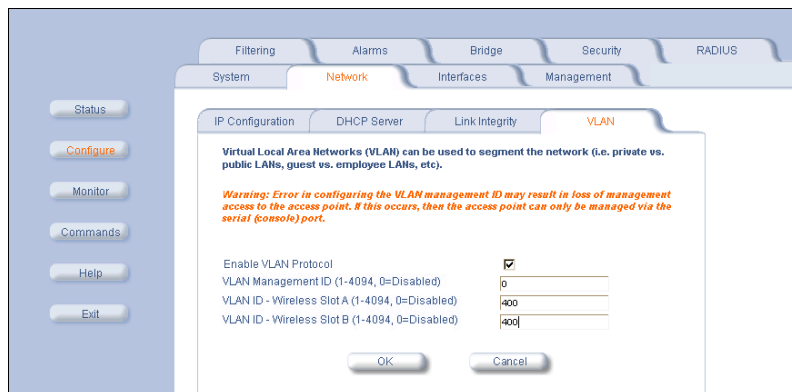 Filtering Alarms Bridge Security RADIUS
System Network Interfaces Management
Status
Configure
Monitor
Commands
Help
Exit
IP Configuration DHCP Server Link Integrity VLAN
Virtual Local Area Networks (VLAN) can be used to segment the network (i.e. private vs.
public LANs, guest vs. employee LANs, etc).
Warning: Error in configuring the VLAN management ID may result in loss of management
access to the access point. If this occurs, then the access point can only be managed via the
serial (console) port.
Enable VLAN Protocol
VLAN Management ID (1-4094, 0=Disabled) 0
VLAN ID - Wireless Slot A (1-4094, 0=Disabled) 400
VLAN ID - Wireless Slot B (1-4094, 0=Disabled) 400
OK Cancel